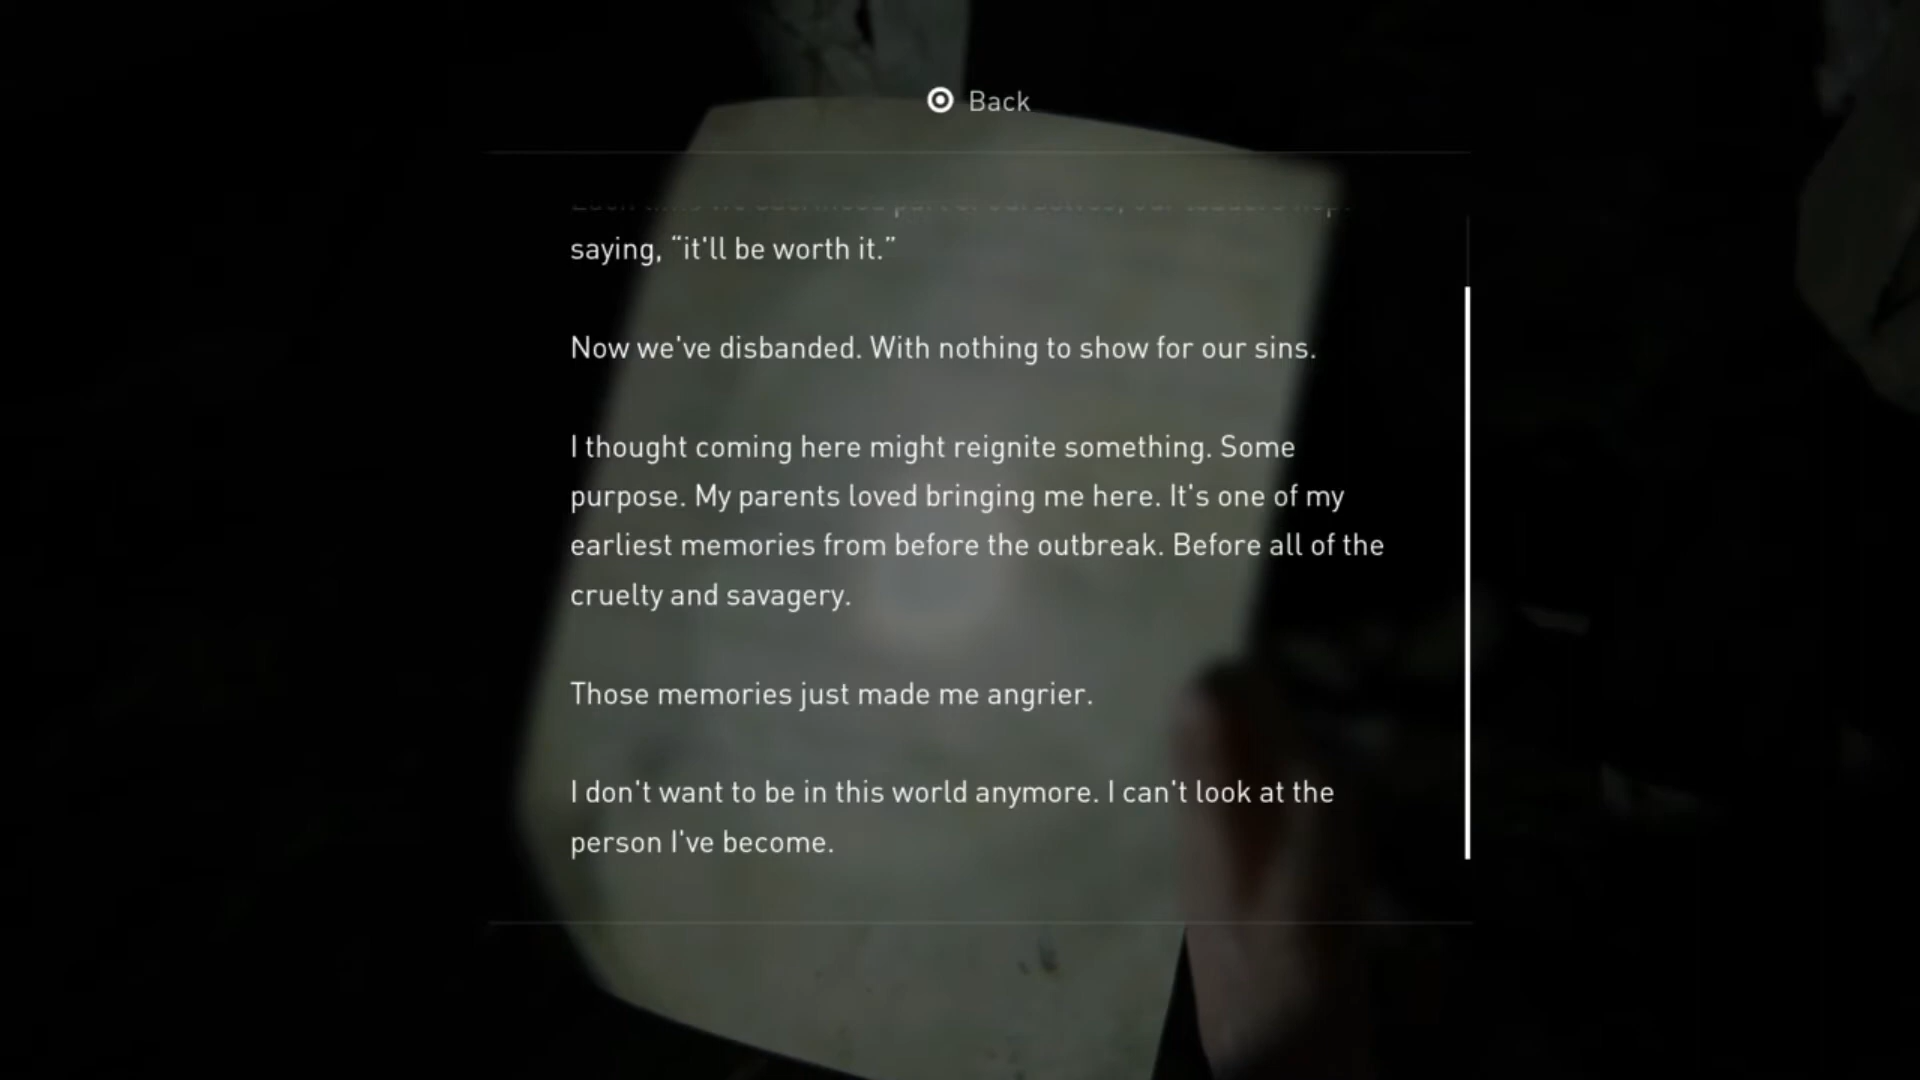 Back
saying, “it'll be worth it.”
Now we've disbanded. With nothing to show for our sins.
I thought coming here might reignite something. Some
purpose. My parents loved bringing me here. It's one of my
earliest memories from before the outbreak. Before all of the
cruelty and savagery.
Those memories just made me angrier.
I don't want to be in this world anymore. I can't look at the
person I've become.